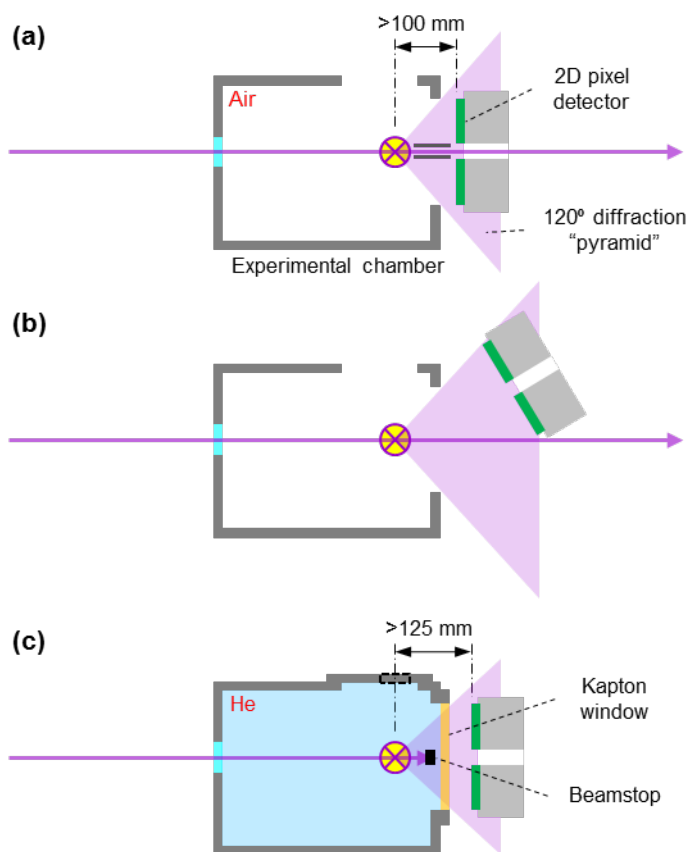 (a)
>100 mm
Air
2D pixel
detector
120º diffraction
“pyramid”
Experimental chamber
(b)
(c)
>125 mm
He
Kapton
window
Beamstop